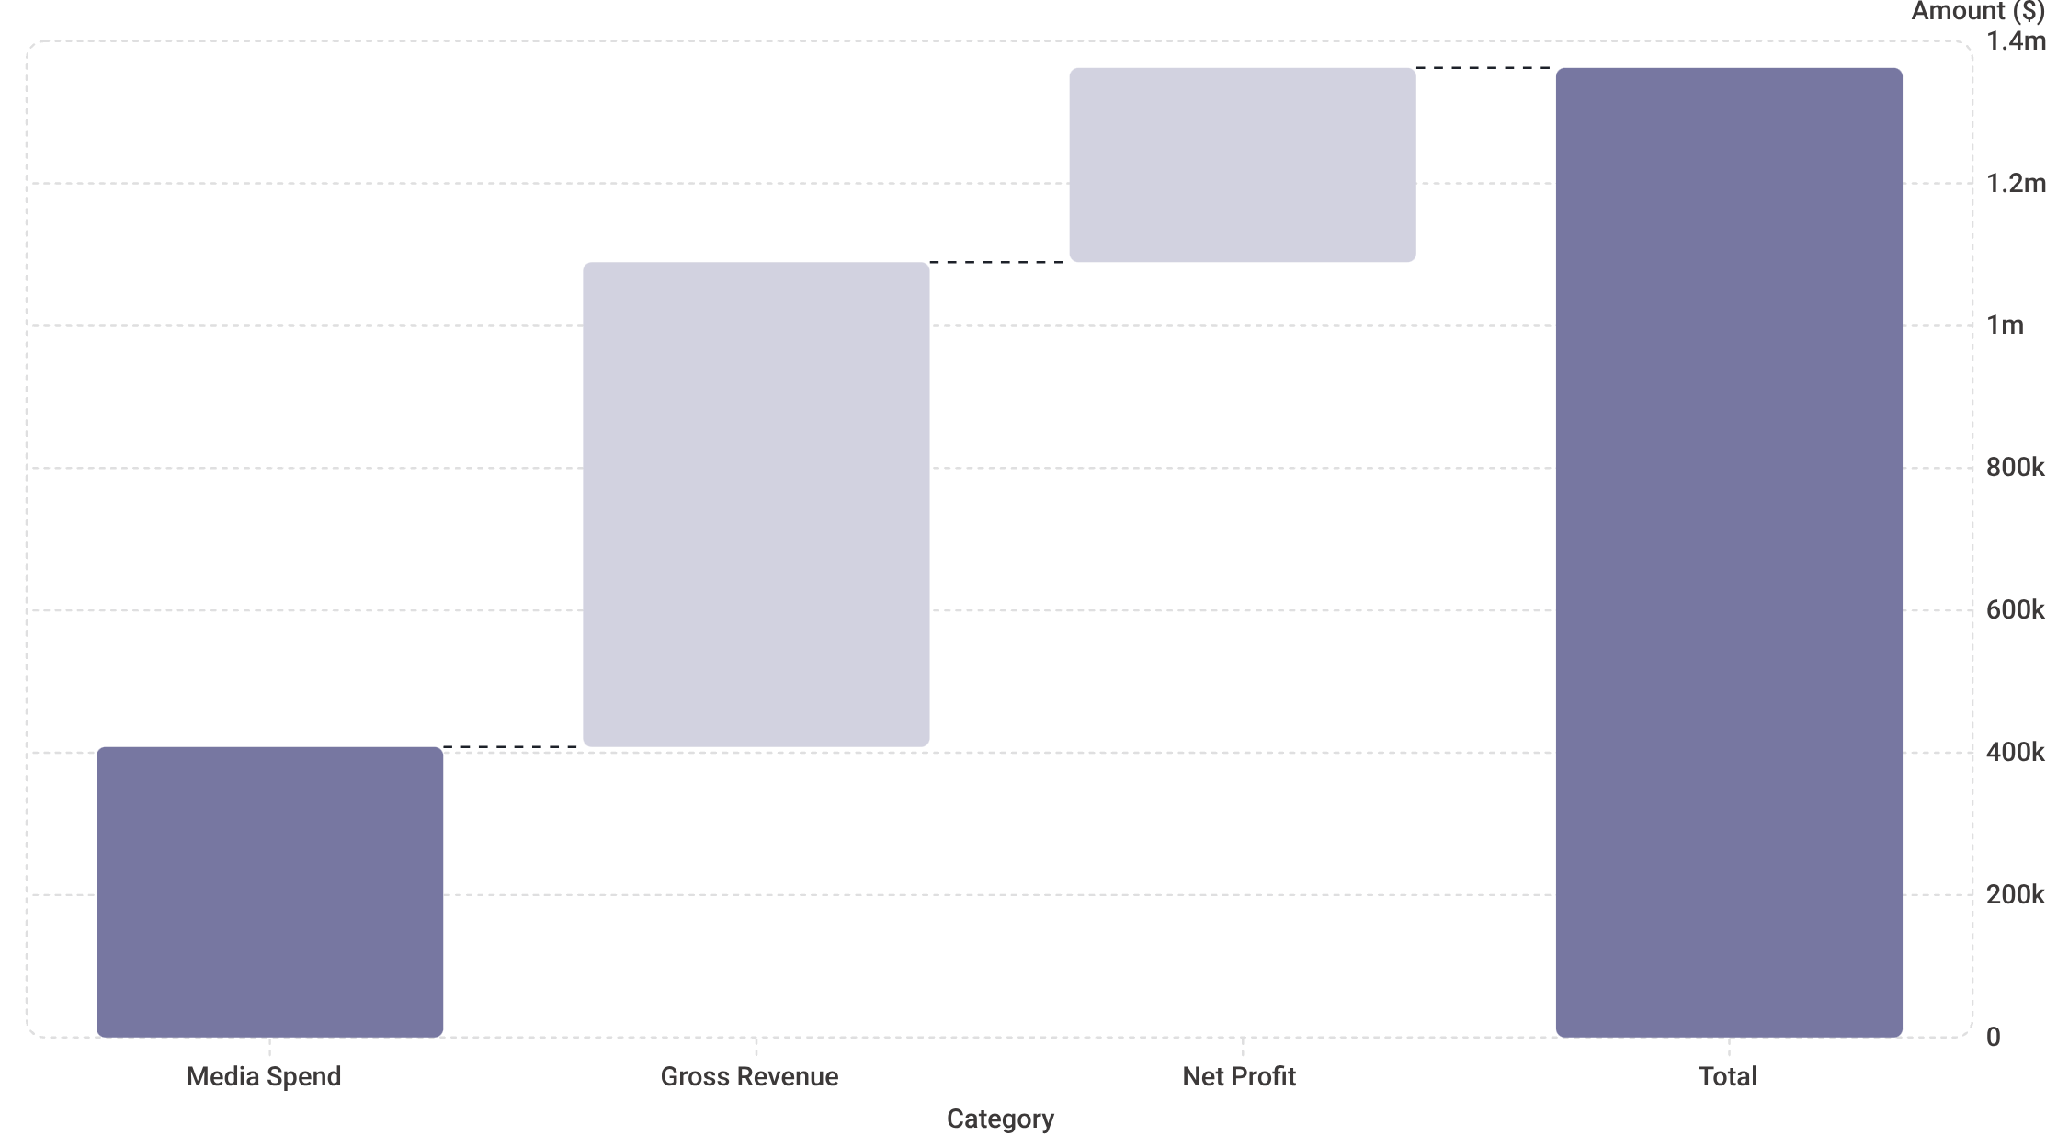 Amount ($)
1.4m
1.2m
1m
800k
600k
400k
200k
0
Media Spend
Gross Revenue
Net Profit
Total
Category